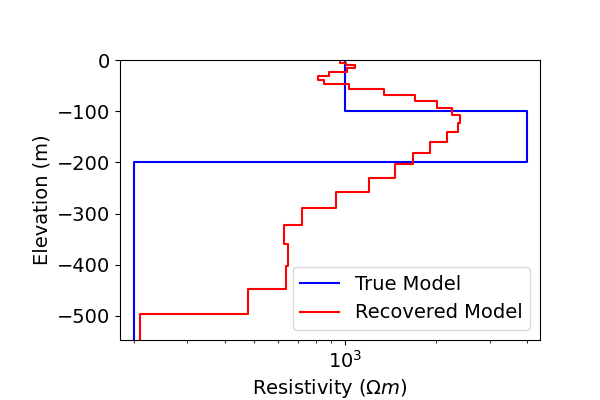 0
−100
−200
−300
−400
−500
Elevation (m)
True Model
Recovered Model
10³
Resistivity (Ωm)